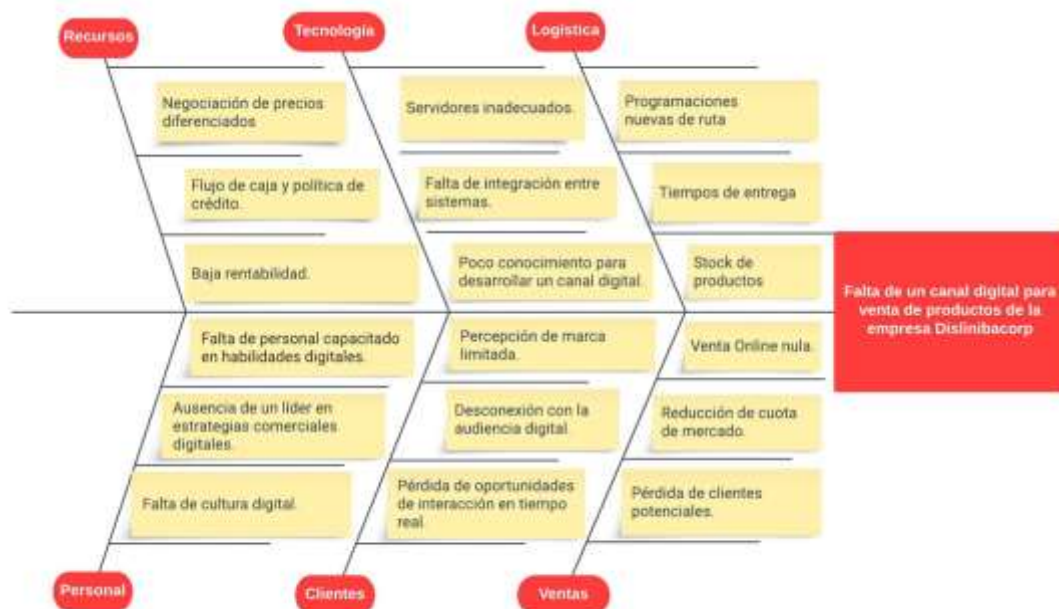 Recursos
Tecnología
Logística
Negociación de precios
diferenciados
Servidores inadecuados.
Programaciones
nuevas de ruta
Flujo de caja y política de
crédito.
Falta de integración entre
sistemas.
Tiempos de entrega
Baja rentabilidad.
Poco conocimiento para
desarrollar un canal digital.
Stock de
productos
Falta de un canal digital para
venta de productos de la
empresa Dislinibacorp
Falta de personal capacitado
en habilidades digitales.
Percepción de marca
limitada.
Venta Online nula.
Ausencia de un líder en
estrategias comerciales
digitales.
Desconexión con la
audiencia digital
Reducción de cuota
de mercado.
Falta de cultura digital.
Pérdida de oportunidades
de interacción en tiempo
real
Pérdida de clientes
potenciales.
Personal
Clientes
Ventas